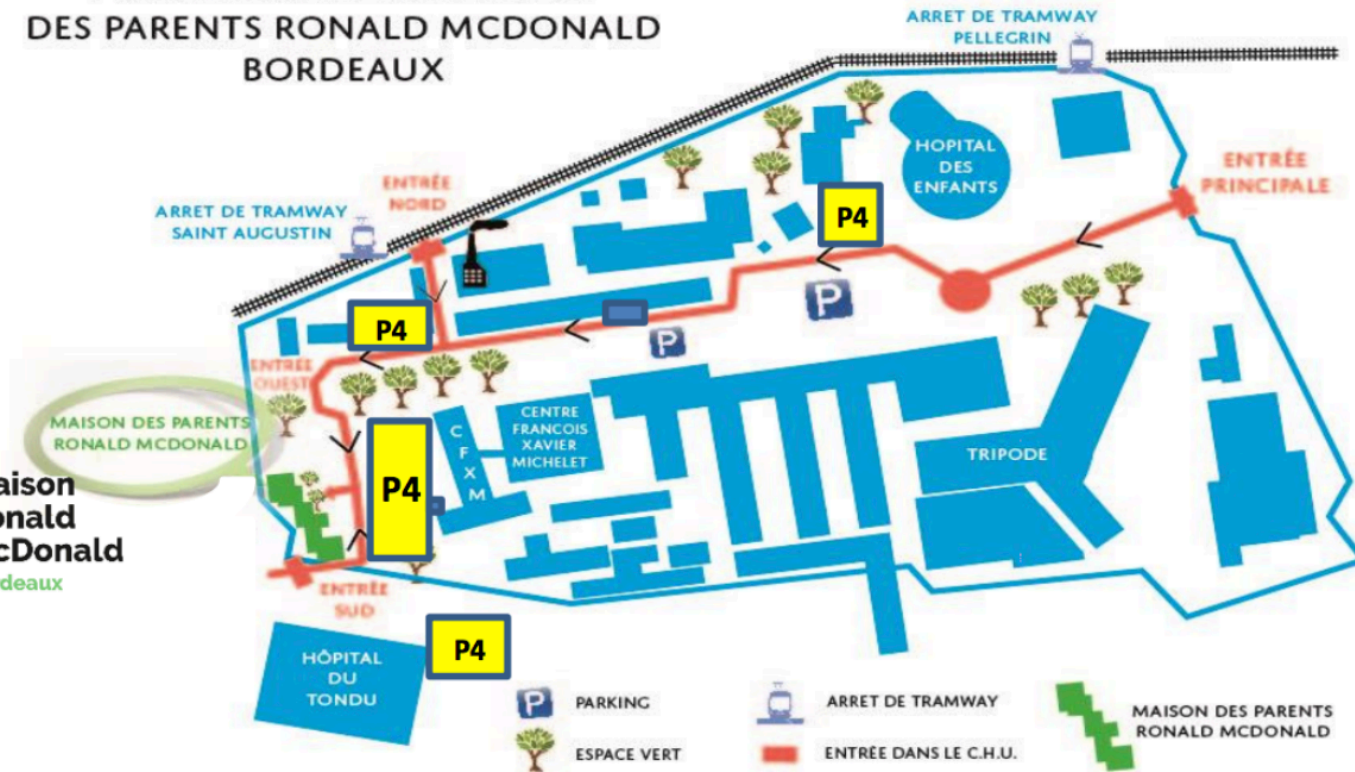 DES PARENTS RONALD MCDONALD
BORDEAUX
ARRET DE TRAMWAY
PELLEGRIN
HOPITAL
DES
ENFANTS
ENTRÉE
PRINCIPALE
ENTRÉE
NORD
ARRET DE TRAMWAY
SAINT AUGUSTIN
P4
P
P4
P
ENTRÉE
OUEST
MAISON DES PARENTS
RONALD MCDONALD
C
F
X
M
CENTRE
FRANCOIS
XAVIER
MICHELET
TRIPODE
P4
aison
onald
cDonald
rdeaux
ENTRÉE
SUD
HÔPITAL
DU
TONDU
P4
P
PARKING
ESPACE VERT
ARRET DE TRAMWAY
ENTRÉE DANS LE C.H.U.
MAISON DES PARENTS
RONALD MCDONALD